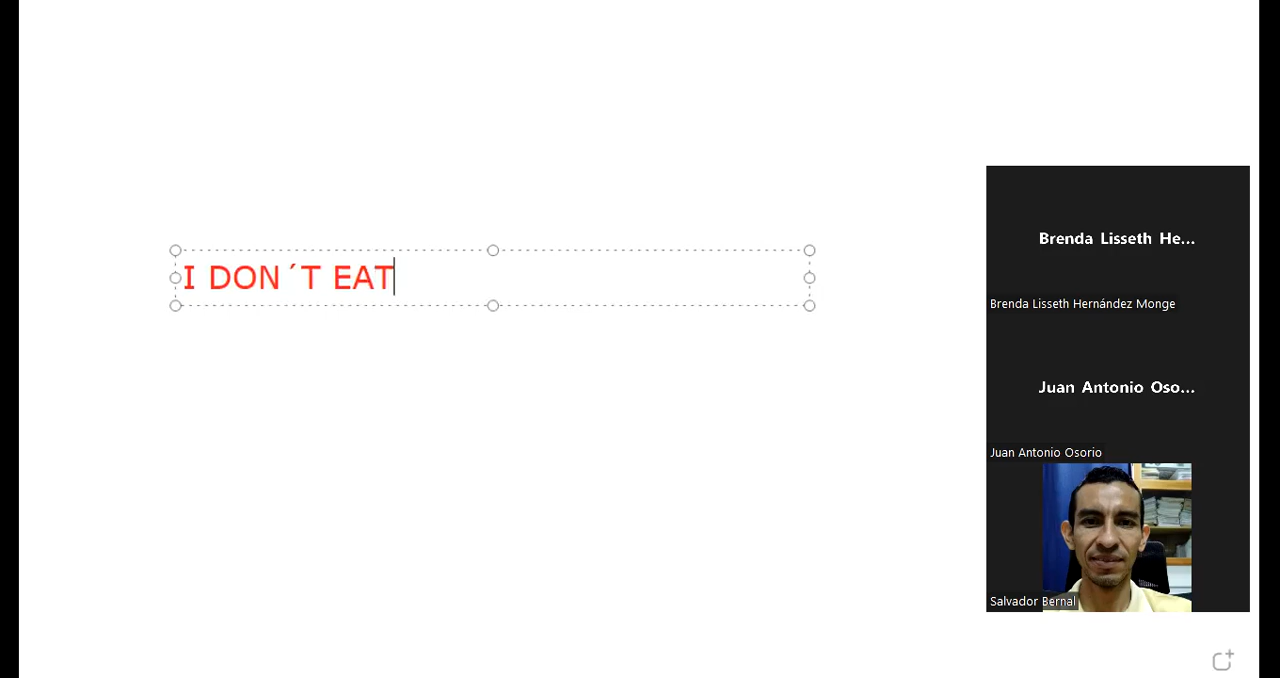 I DON´T EAT
Brenda Lisseth He...
Brenda Lisseth Hernández Monge
Juan Antonio Oso...
Juan Antonio Osorio
Salvador Bernal